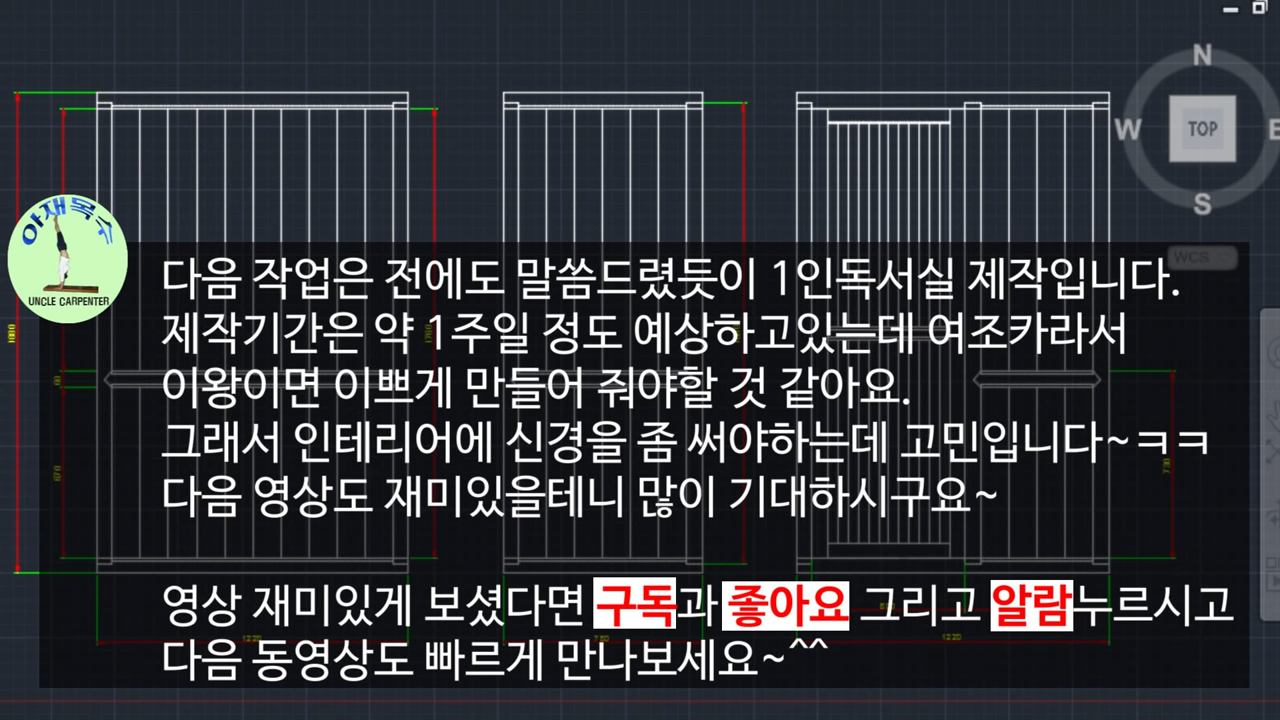 N
W
TOP
E
S
WCS
아재목수
UNCLE CARPENTER
다음 작업은 전에도 말씀드렸듯이 1인독서실 제작입니다.
제작기간은 약 1주일 정도 예상하고있는데 여조카라서
이왕이면 이쁘게 만들어 줘야할 것 같아요.
그래서 인테리어에 신경을 좀 써야하는데 고민입니다~ㅋㅋ
다음 영상도 재미있을테니 많이 기대하시구요~
영상 재미있게 보셨다면 구독과 좋아요 그리고 알람누르시고
다음 동영상도 빠르게 만나보세요~^^
1220
1220